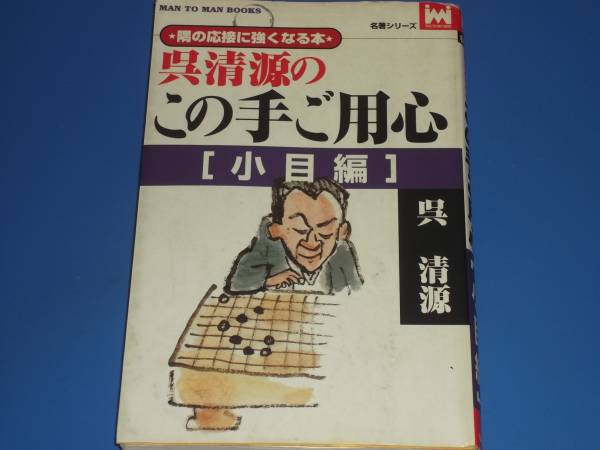 MAN TO MAN BOOKS
名著シリーズ
★隅の応接に強くなる本★
呉清源の
この手ご用心
[小目編]
呉 清源